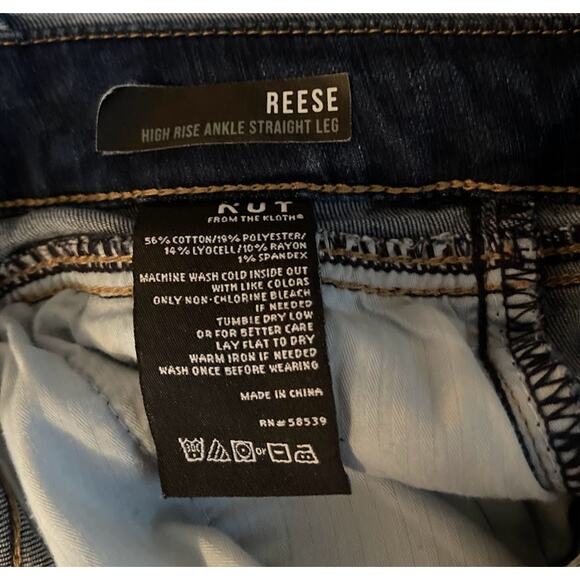 REESE
HIGH RISE ANKLE STRAIGHT LEG
KUT
FROM THE KLOTH®
56% COTTON/19% POLYESTER/
14% LYOCELL/10% RAYON
1% SPANDEX
MACHINE WASH COLD INSIDE OUT
WITH LIKE COLORS
ONLY NON-CHLORINE BLEACH
IF NEEDED
TUMBLE DRY LOW
OR FOR BETTER CARE
LAY FLAT TO DRY
WARM IRON IF NEEDED
WASH ONCE BEFORE WEARING
MADE IN CHINA
RN#58539
30C or